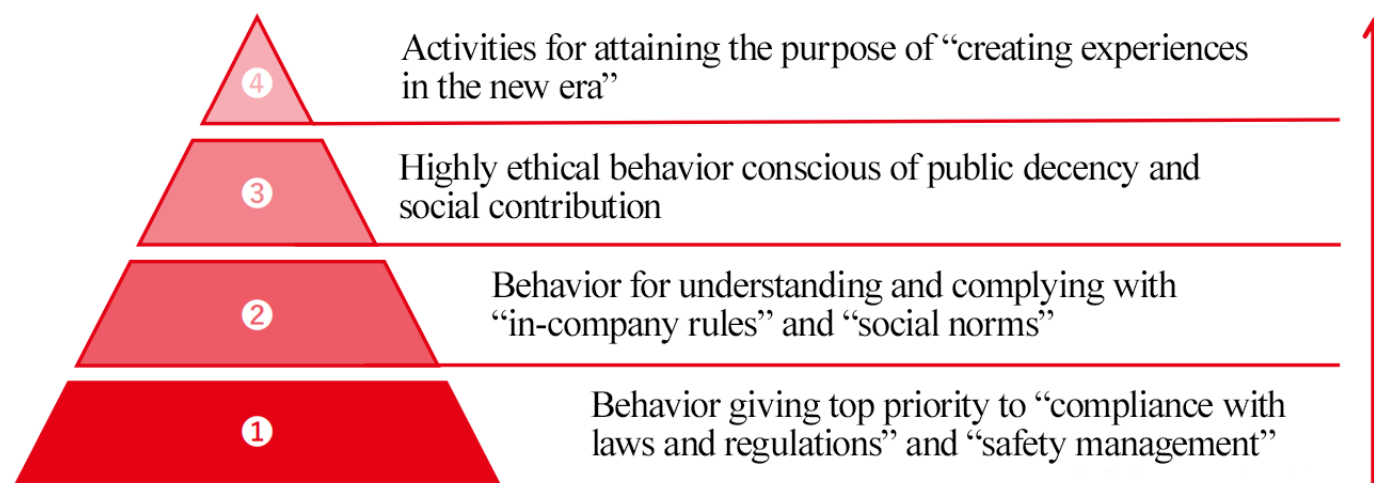 4
Activities for attaining the purpose of “creating experiences
in the new era”
3
Highly ethical behavior conscious of public decency and
social contribution
2
Behavior for understanding and complying with
“in-company rules” and “social norms”
1
Behavior giving top priority to “compliance with
laws and regulations” and “safety management”